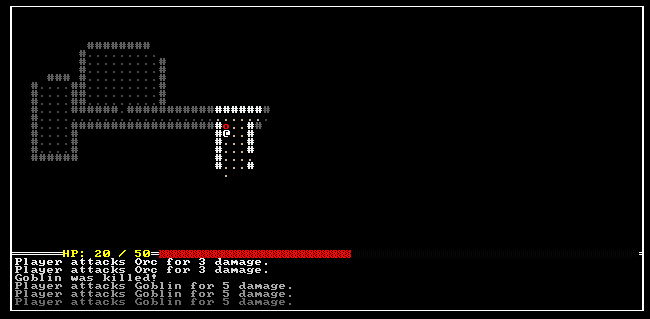 HP: 20 / 50
Player attacks Orc for 3 damage.
Player attacks Orc for 3 damage.
Goblin was killed!
Player attacks Goblin for 5 damage.
Player attacks Goblin for 5 damage.
Player attacks Goblin for 5 damage.